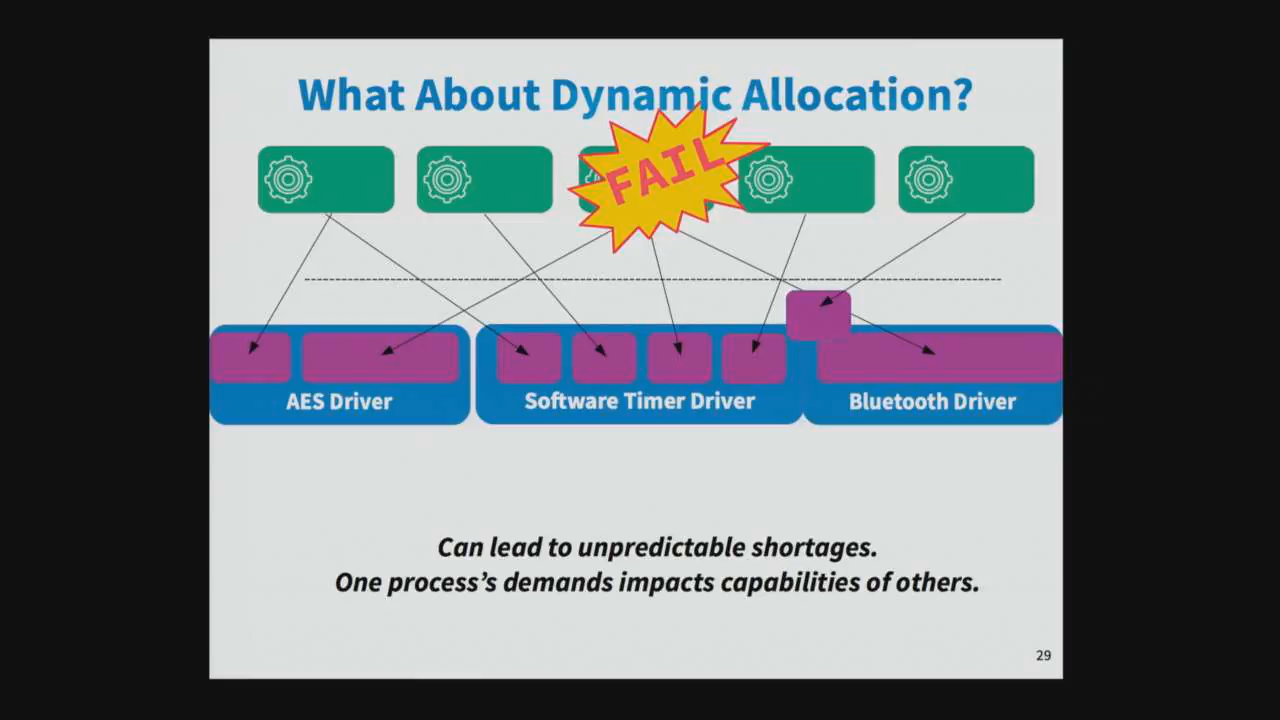 What About Dynamic Allocation?
FAIL
AES Driver
Software Timer Driver
Bluetooth Driver
Can lead to unpredictable shortages.
One process's demands impacts capabilities of others.
29